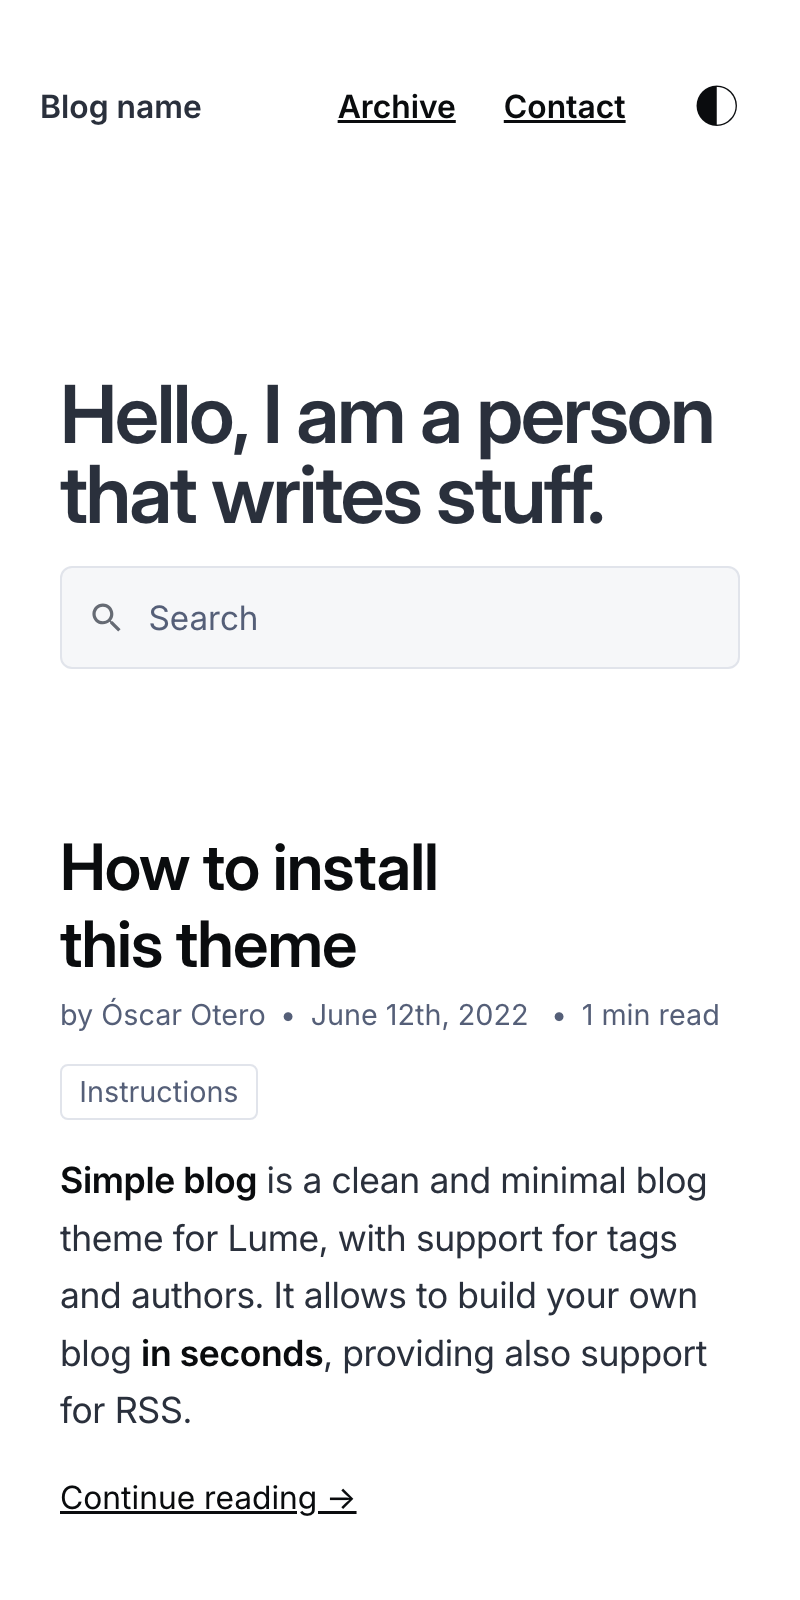 Blog name Archive Contact
Hello, I am a person
that writes stuff.
Search
How to install
this theme
by Óscar Otero • June 12th, 2022 • 1 min read
Instructions
Simple blog is a clean and minimal blog
theme for Lume, with support for tags
and authors. It allows to build your own
blog in seconds, providing also support
for RSS.
Continue reading →